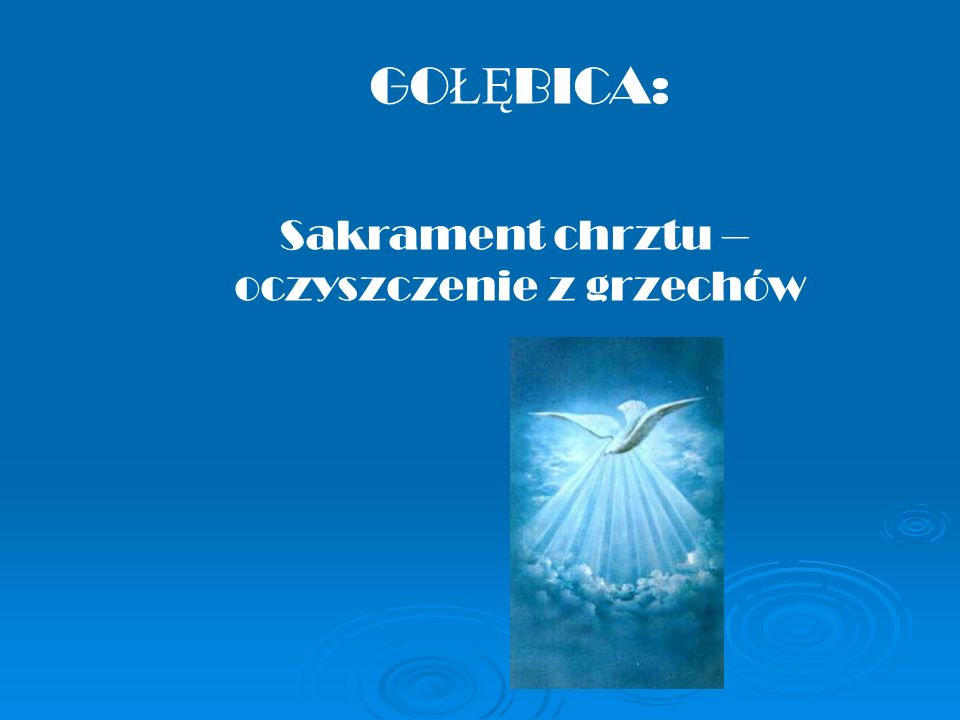 GOŁĘBICA:
Sakrament chrztu –
oczyszczenie z grzechów